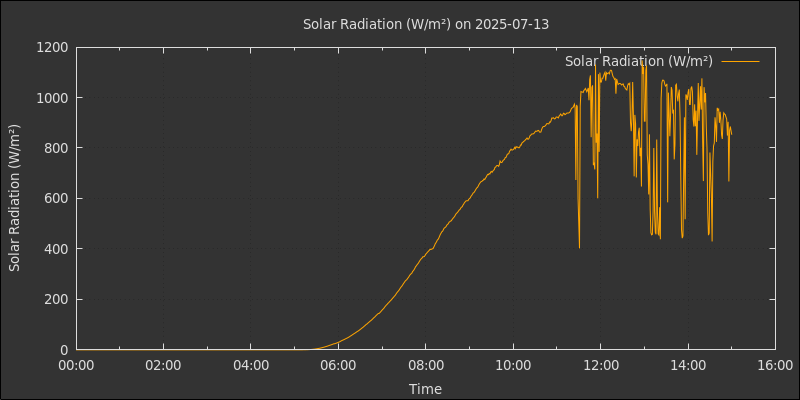 Solar Radiation (W/m²) on 2025-07-13
Solar Radiation (W/m²)
Solar Radiation (W/m²)
1200
1000
800
600
400
200
0
00:00 02:00 04:00 06:00 08:00 10:00 12:00 14:00 16:00
Time